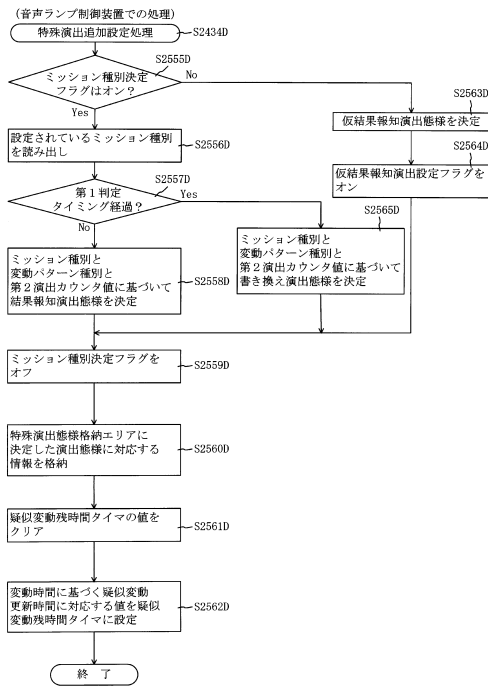 (音声ランプ制御装置での処理)
特殊演出追加設定処理
S2434D
S2555D
ミッション種別決定
フラグはオン?
No
Yes
S2563D
仮結果報知演出態様を決定
S2564D
仮結果報知演出設定フラグを
オン
設定されているミッション種別
を読み出し
S2556D
S2557D
第1判定
タイミング経過?
Yes
No
S2565D
ミッション種別と
変動パターン種別と
第2演出カウンタ値に基づいて
書き換え演出態様を決定
ミッション種別と
変動パターン種別と
第2演出カウンタ値に基づいて
結果報知演出態様を決定
S2558D
ミッション種別決定フラグを
オフ
S2559D
特殊演出態様格納エリアに
決定した演出態様に対応する
情報を格納
S2560D
疑似変動残時間タイマの値を
クリア
S2561D
変動時間に基づく疑似変動
更新時間に対応する値を疑似
変動残時間タイマに設定
S2562D
終 了